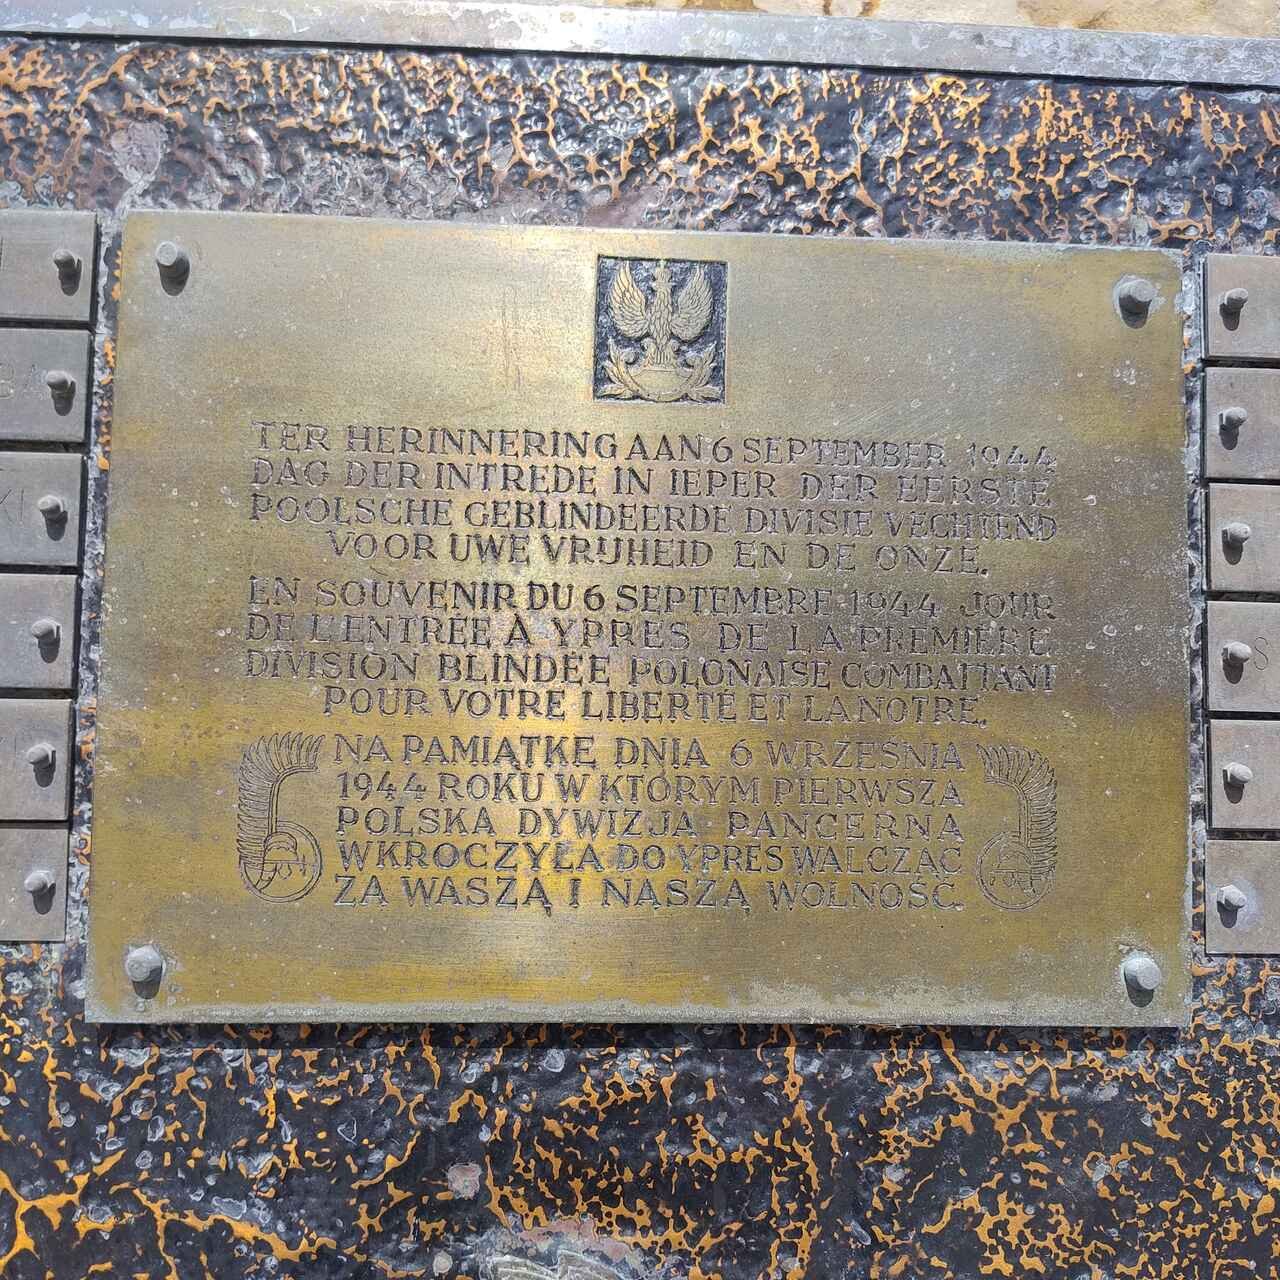 TER HERINNERING AAN 6 SEPTEMBER 1944
DAG DER INTREDE IN IEPER DER EERSTE
POOLSCHE GEBLINDEERDE DIVISIE VECHTEND
VOOR UWE VRIJHEID EN DE ONZE.
EN SOUVENIR DU 6 SEPTEMBRE 1944 JOUR
DE L'ENTRÉE A YPRES DE LA PREMIÈRE
DIVISION BLINDÉE POLONAISE COMBATTANT
POUR VOTRE LIBERTÉ ET LA NOTRE.
NA PAMIĄTKE DNIA 6 WRZEŚNIA
1944 ROKU W KTÓRYM PIERWSZA
POLSKA DYWIZJA PANCERNA
WKROCZYŁA DO YPRES WALCZĄC
ZA WASZĄ I NASZĄ WOLNOŚĆ.
8